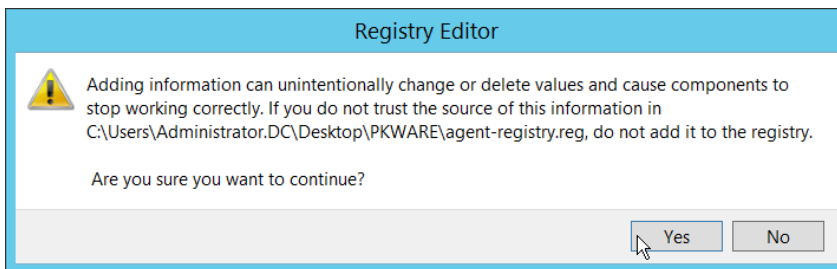 Registry Editor
Adding information can unintentionally change or delete values and cause components to
stop working correctly. If you do not trust the source of this information in
C:\Users\Administrator.DC\Desktop\PKWARE\agent-registry.reg, do not add it to the registry.
Are you sure you want to continue?
Yes No